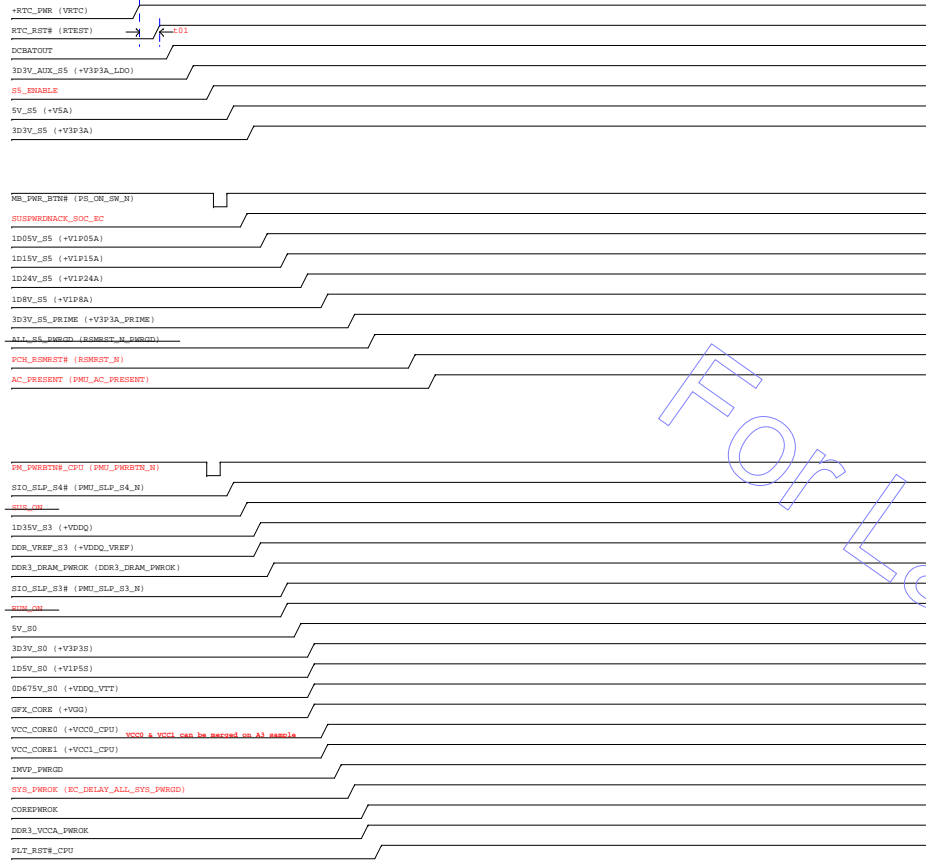 +RTC_PWR (VRTC)
RTC_RST# (RTEST)
t01
DCBATOUT
3D3V_AUX_S5 (+V3P3A_LDO)
S5_ENABLE
5V_S5 (+V5A)
3D3V_S5 (+V3P3A)
MB_PWR_BTN# (PS_ON_SW_N)
SUSPWRDNACK_SOC_EC
1D05V_S5 (+V1P05A)
1D15V_S5 (+V1P15A)
1D24V_S5 (+V1P24A)
1D8V_S5 (+V1P8A)
3D3V_S5_PRIME (+V3P3A_PRIME)
ALL_S5_PWRGD (RSMRST_N_PWRGD)
PCH_RSMRST# (RSMRST_N)
AC_PRESENT (PMU_AC_PRESENT)
PM_PWRBTN#_CPU (PMU_PWRBTN_N)
SIO_SLP_S4# (PMU_SLP_S4_N)
SUS_ON
1D35V_S3 (+VDDQ)
DDR_VREF_S3 (+VDDQ_VREF)
DDR3_DRAM_PWROK (DDR3_DRAM_PWROK)
SIO_SLP_S3# (PMU_SLP_S3_N)
RUN_ON
5V_S0
3D3V_S0 (+V3P3S)
1D5V_S0 (+V1P5S)
0D675V_S0 (+VDDQ_VTT)
GFX_CORE (+VGG)
VCC_CORE0 (+VCC0_CPU)
VCC0 & VCC1 can be merged on A3 sample
VCC_CORE1 (+VCC1_CPU)
IMVP_PWRGD
SYS_PWROK (EC_DELAY_ALL_SYS_PWRGD)
COREPWROK
DDR3_VCCA_PWROK
PLT_RST#_CPU
For